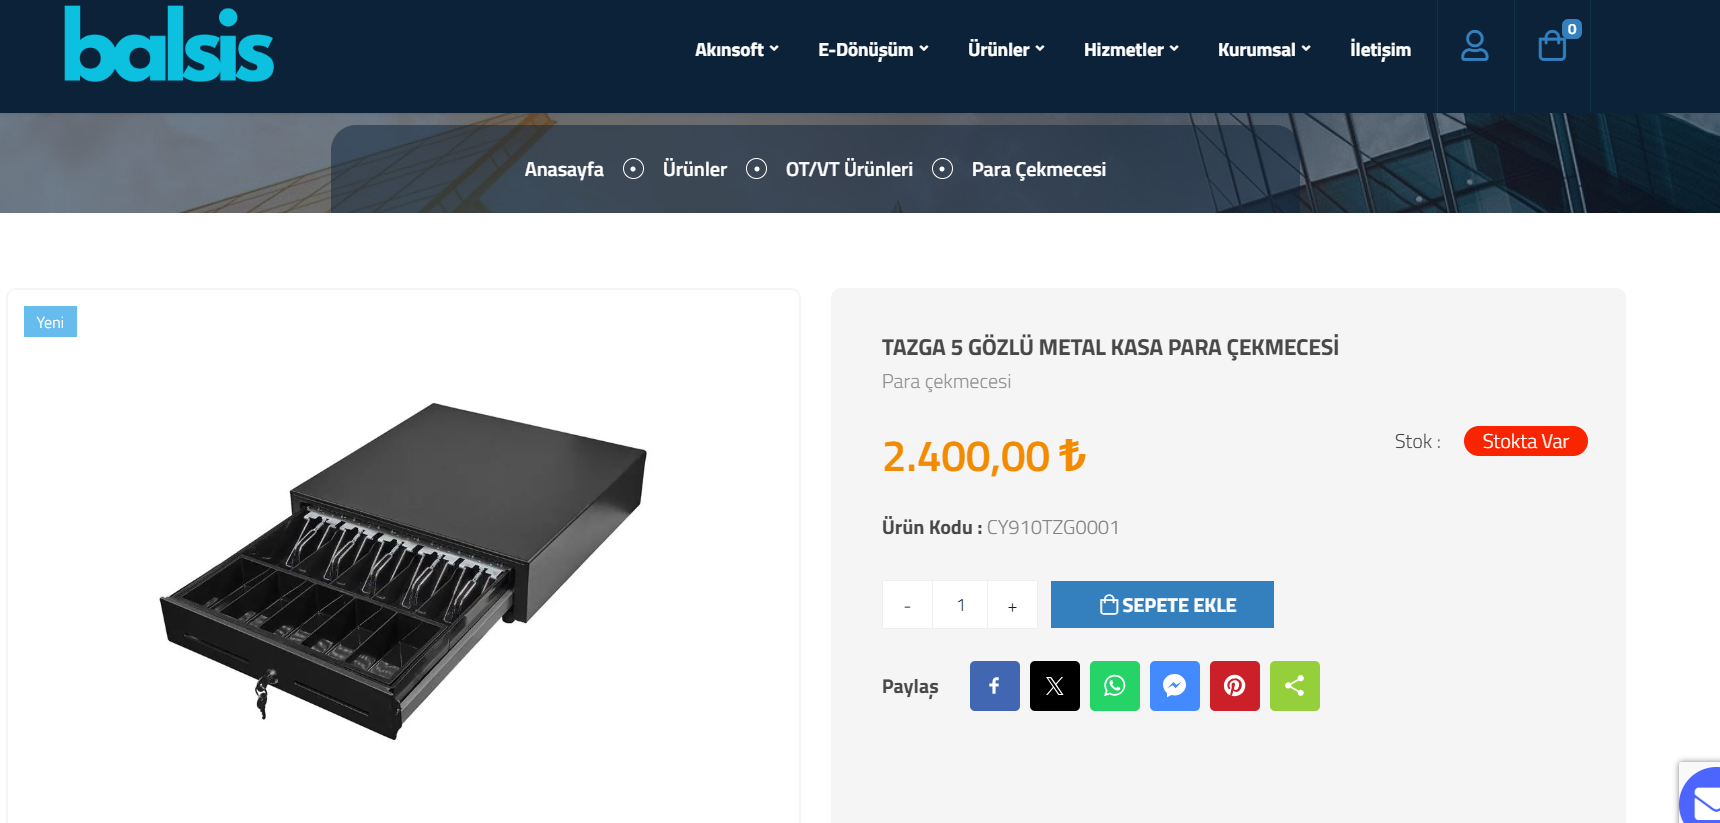 balsis
Akınsoft E-Dönüşüm Ürünler Hizmetler Kurumsal İletişim 0
Anasayfa Ürünler OT/VT Ürünleri Para Çekmecesi
Yeni
TAZGA 5 GÖZLÜ METAL KASA PARA ÇEKMECESİ
Para çekmecesi
2.400,00 ₺
Stok : Stokta Var
Ürün Kodu : CY910TZG0001
- 1 + SEPETE EKLE
Paylaş